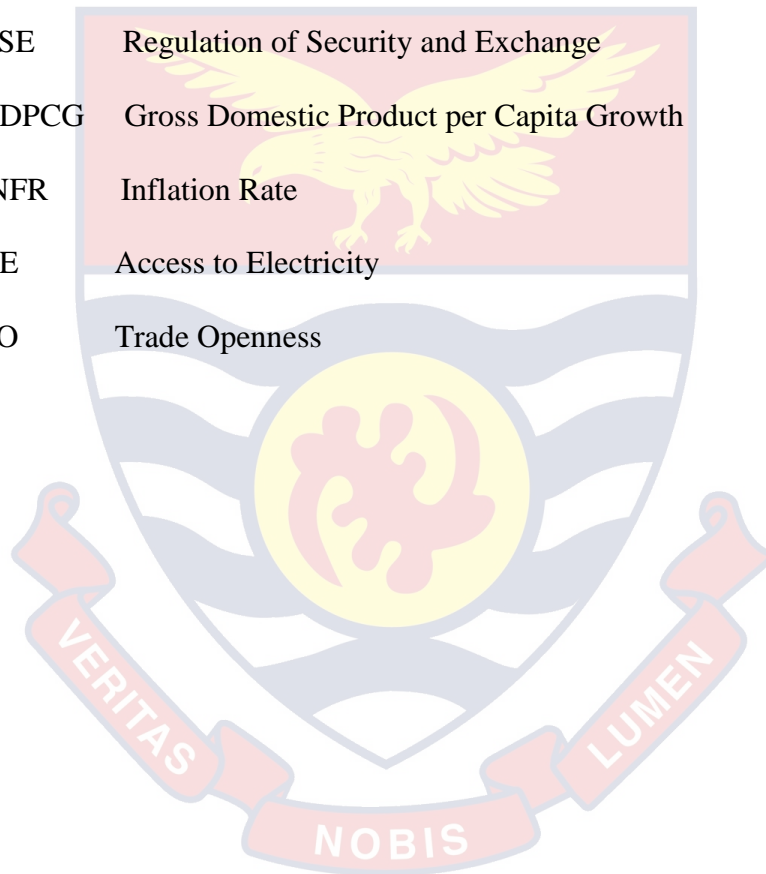 SE Regulation of Security and Exchange
DPCG Gross Domestic Product per Capita Growth
NFR Inflation Rate
E Access to Electricity
O Trade Openness
VERITAS NOBIS LUMEN